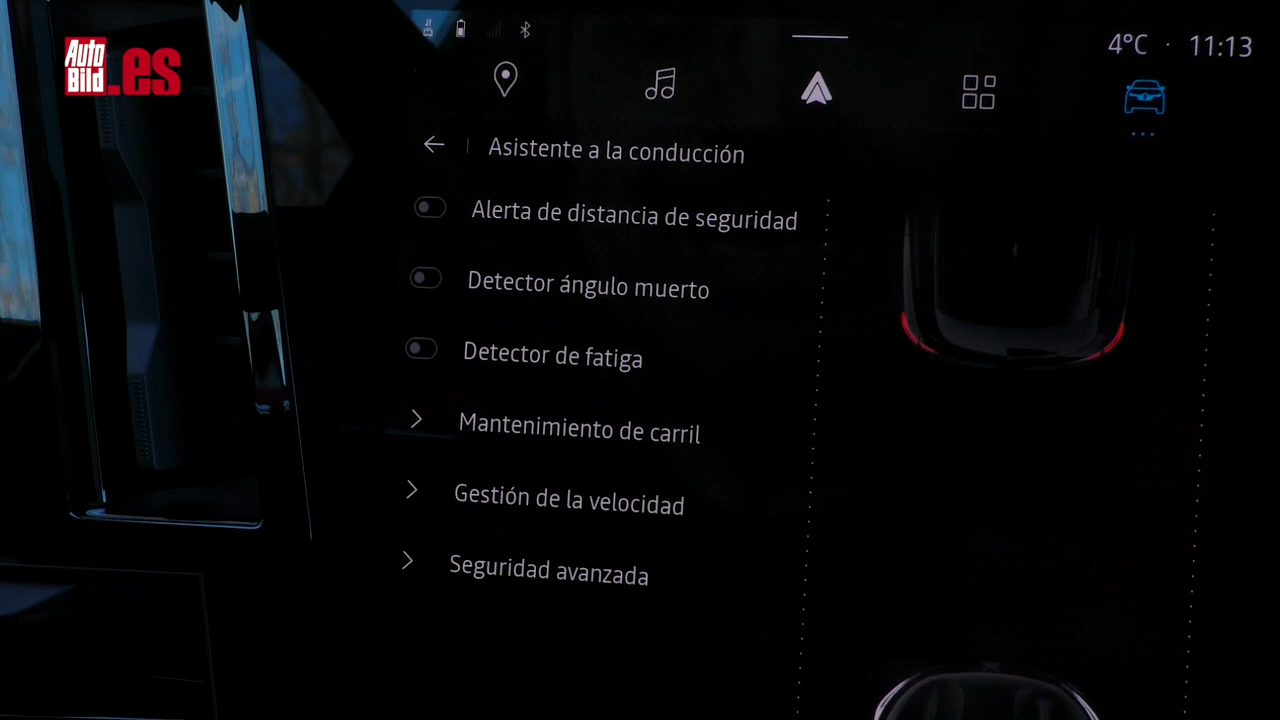 Auto
Bild
.es
4°C · 11:13
Asistente a la conducción
Alerta de distancia de seguridad
Detector ángulo muerto
Detector de fatiga
Mantenimiento de carril
Gestión de la velocidad
Seguridad avanzada